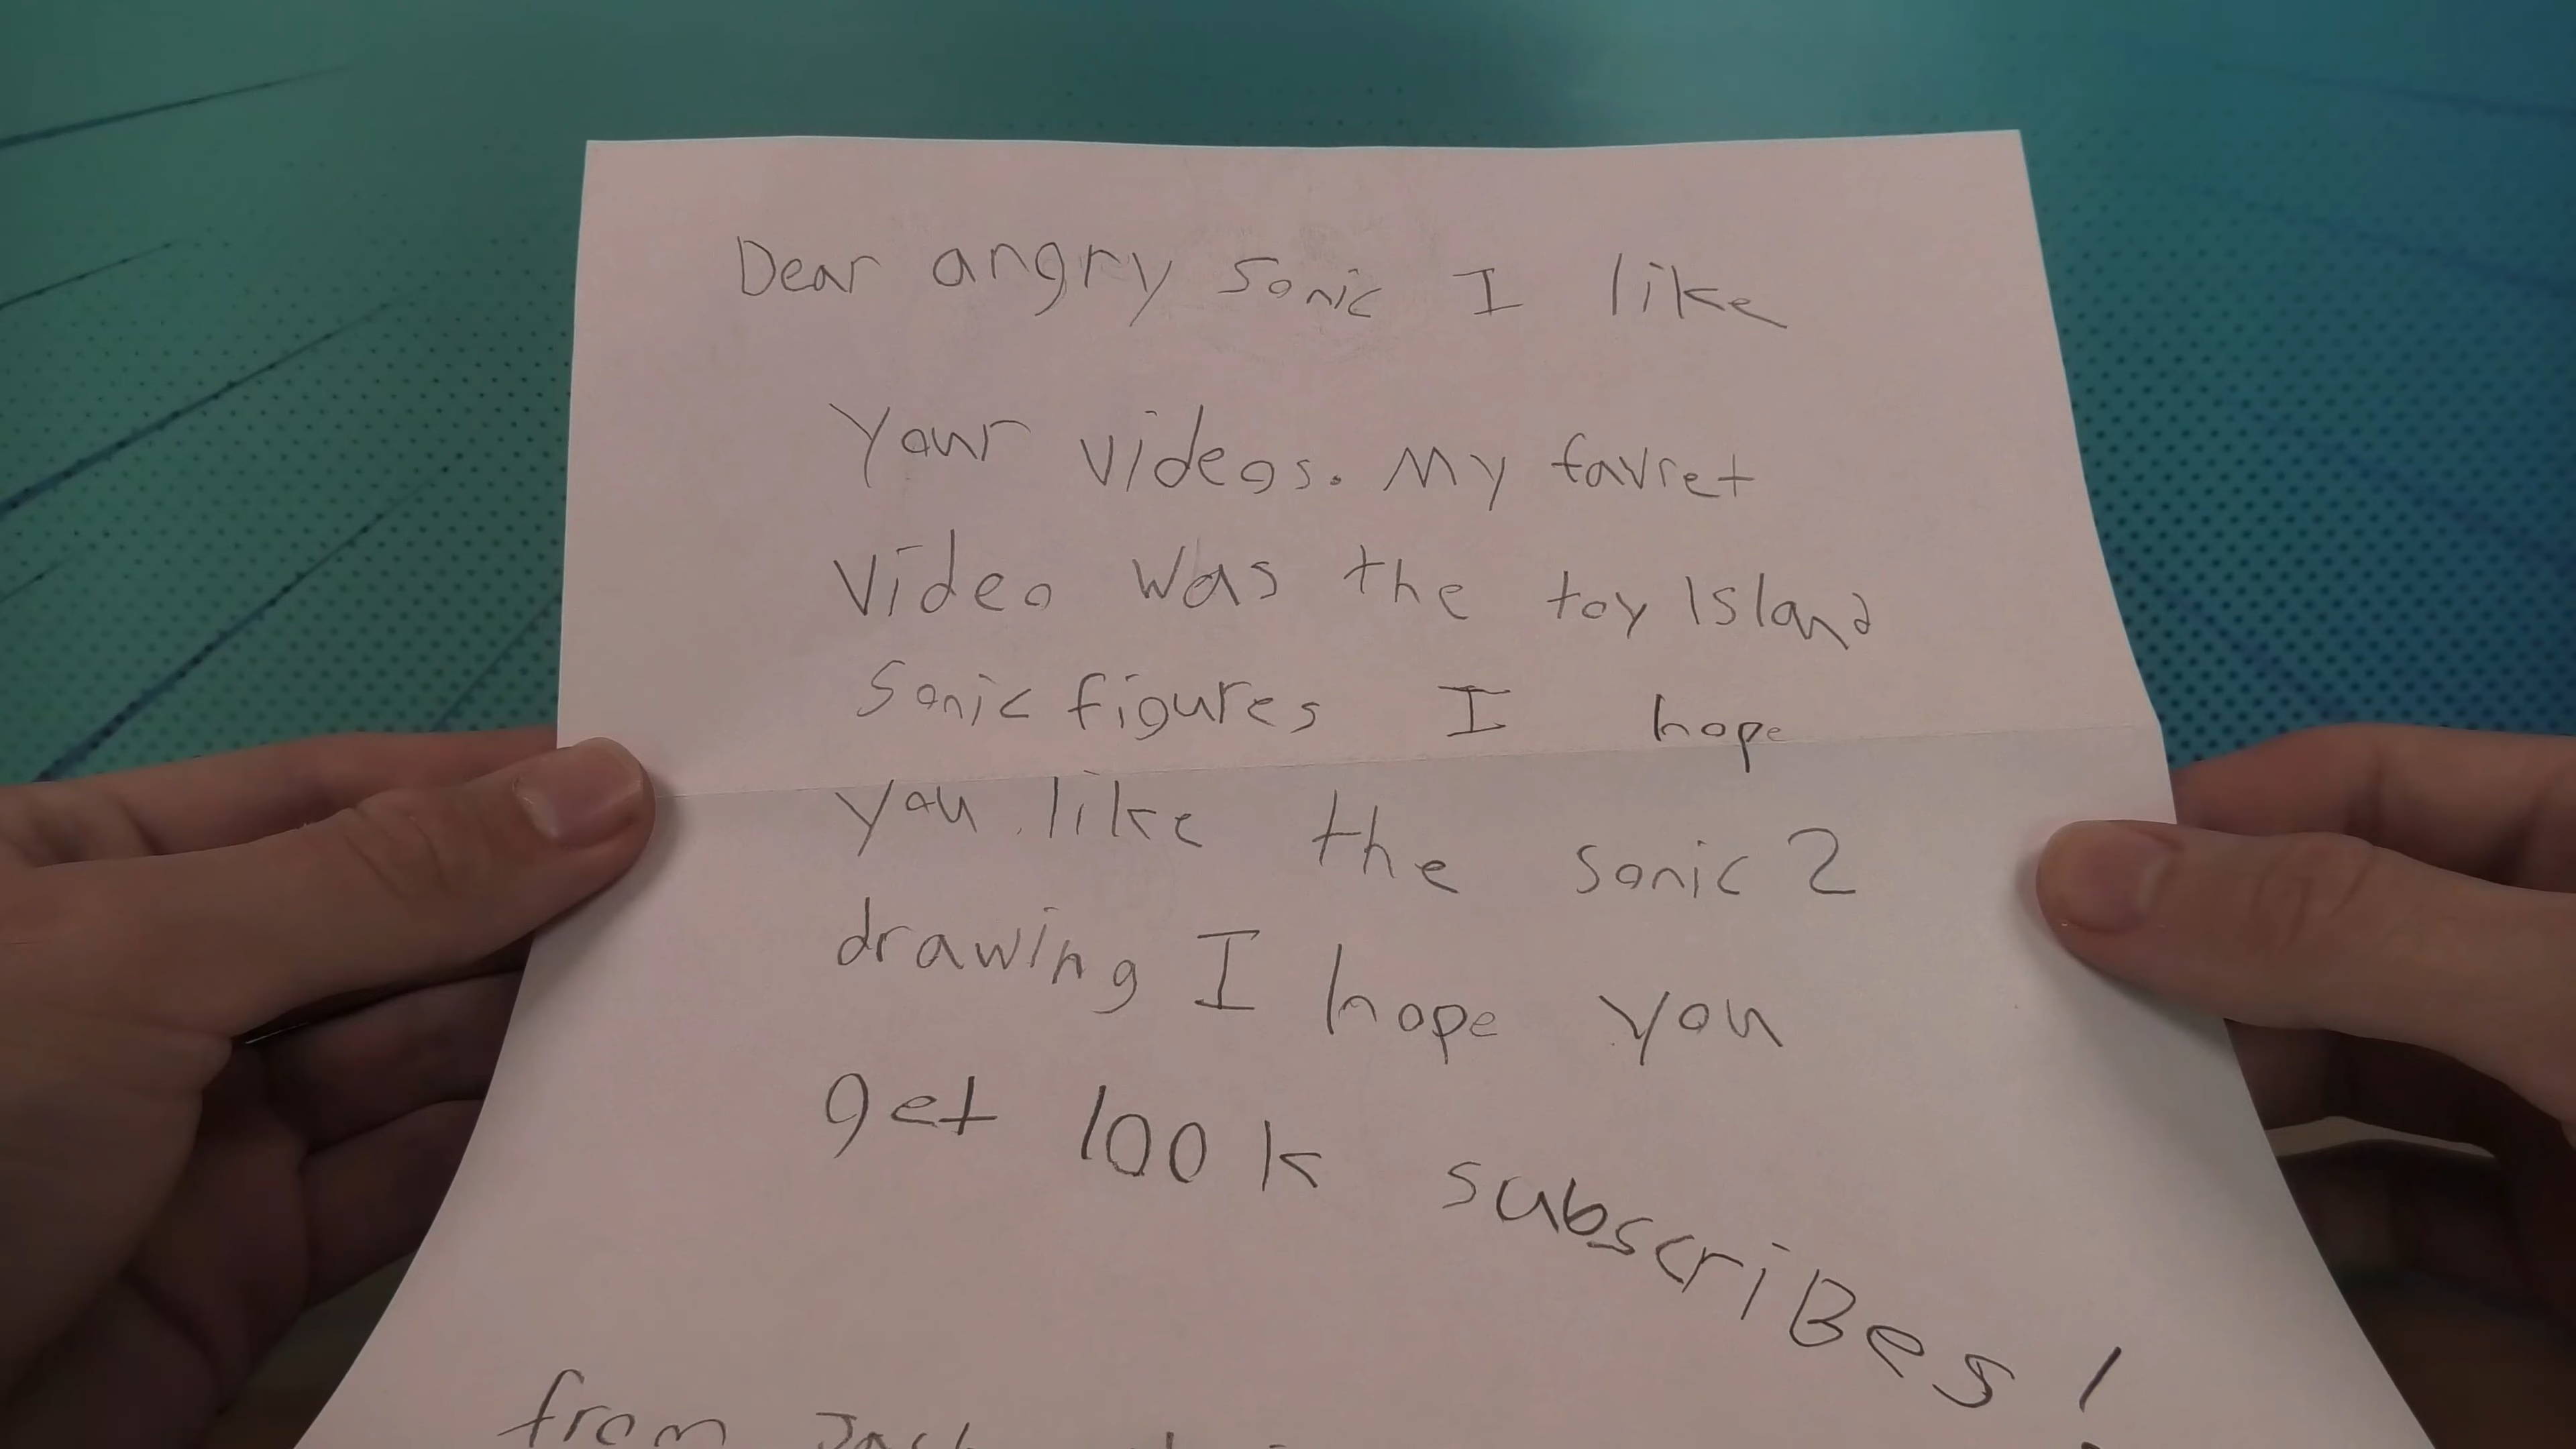 Dear angry Sonic I like
Your videos. My favret
video was the toy Island
Sonic figures I hope
you like the sonic 2
drawing I hope you
get 100 k subscriBes!
from